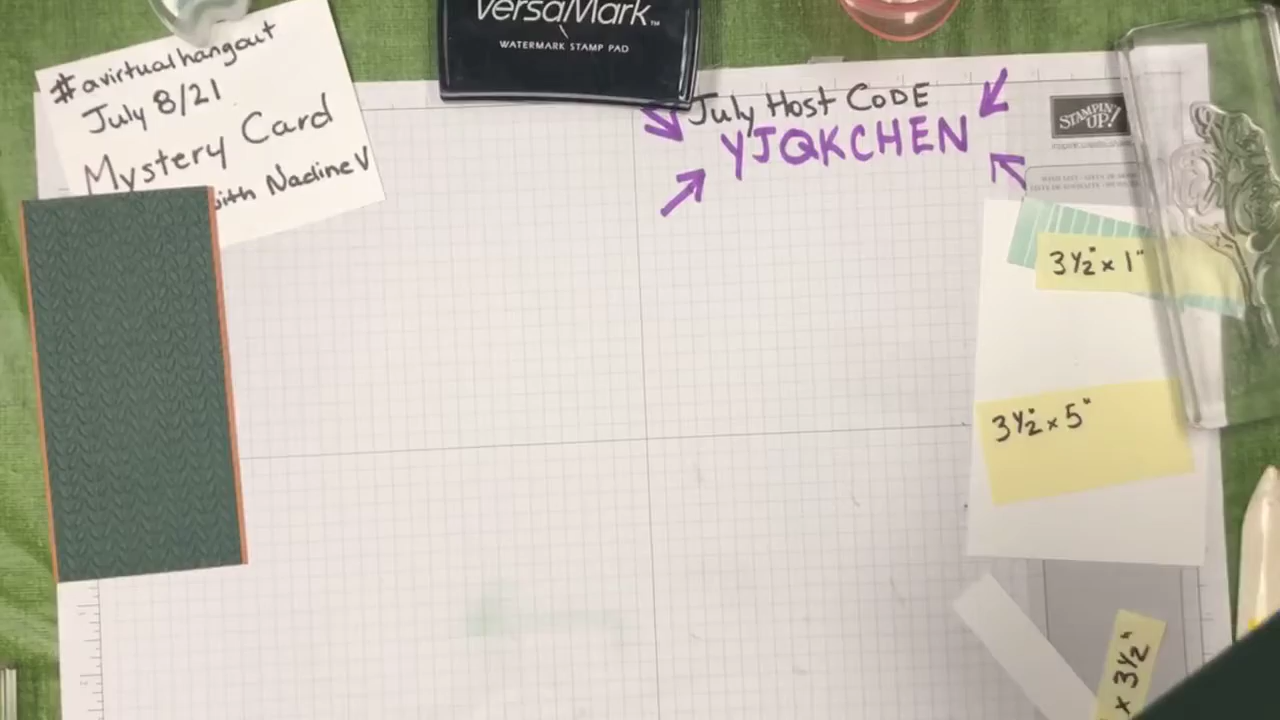 #avirtualhangout
July 8/21
Mystery Card
with Nadine V
VersaMark™
WATERMARK STAMP PAD
July Host CODE
YJQKCHEN
STAMPIN' UP!
3½" x 1"
3½" x 5"
x 3½"